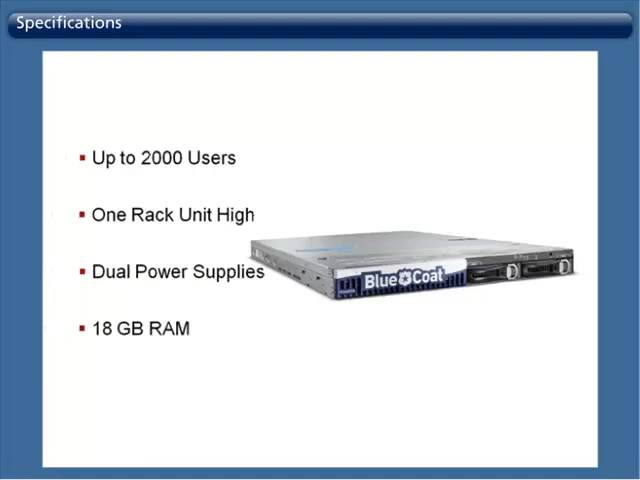 Specifications
Up to 2000 Users
One Rack Unit High
Dual Power Supplies
18 GB RAM
Blue Coat